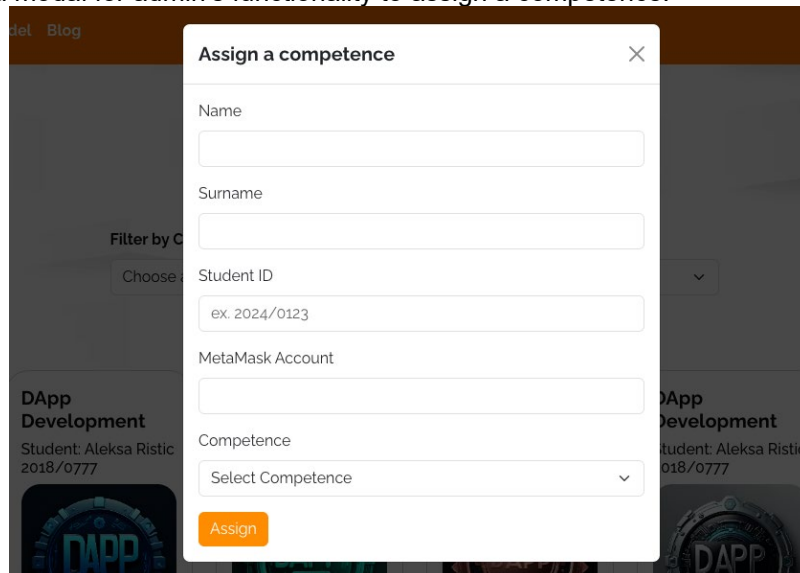 modal for admin's functionality to assign a competence.
del Blog
Assign a competence
Name
Surname
Filter by C
Choose a
Student ID
ex. 2024/0123
MetaMask Account
Competence
Select Competence
Assign
DApp
Development
Student: Aleksa Ristic
2018/0777
DAPP
DApp
Development
Student: Aleksa Ristic
2018/0777
DAPP